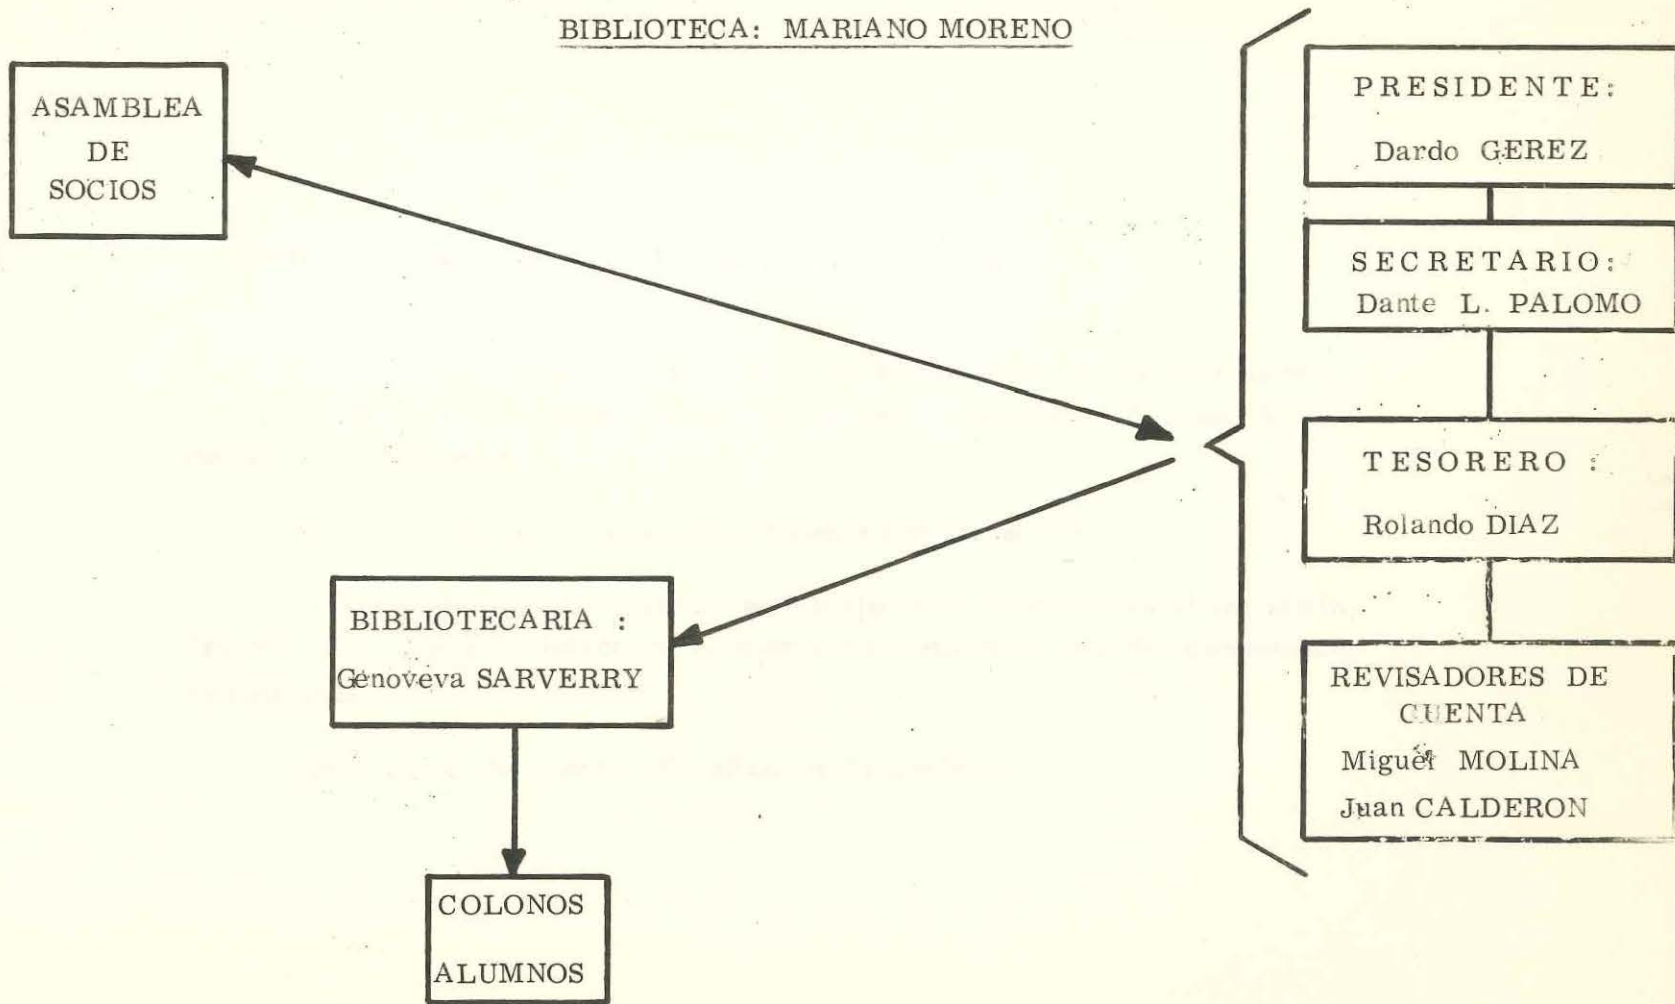 BIBLIOTECA: MARIANO MORENO
ASAMBLEA
DE
SOCIOS
PRESIDENTE:
Dardo GEREZ
SECRETARIO:
Dante L. PALOMO
TESORERO :
Rolando DIAZ
REVISADORES DE
CUENTA
Miguel MOLINA
Juan CALDERON
BIBLIOTECARIA :
Genoveva SARVERRY
COLONOS
ALUMNOS